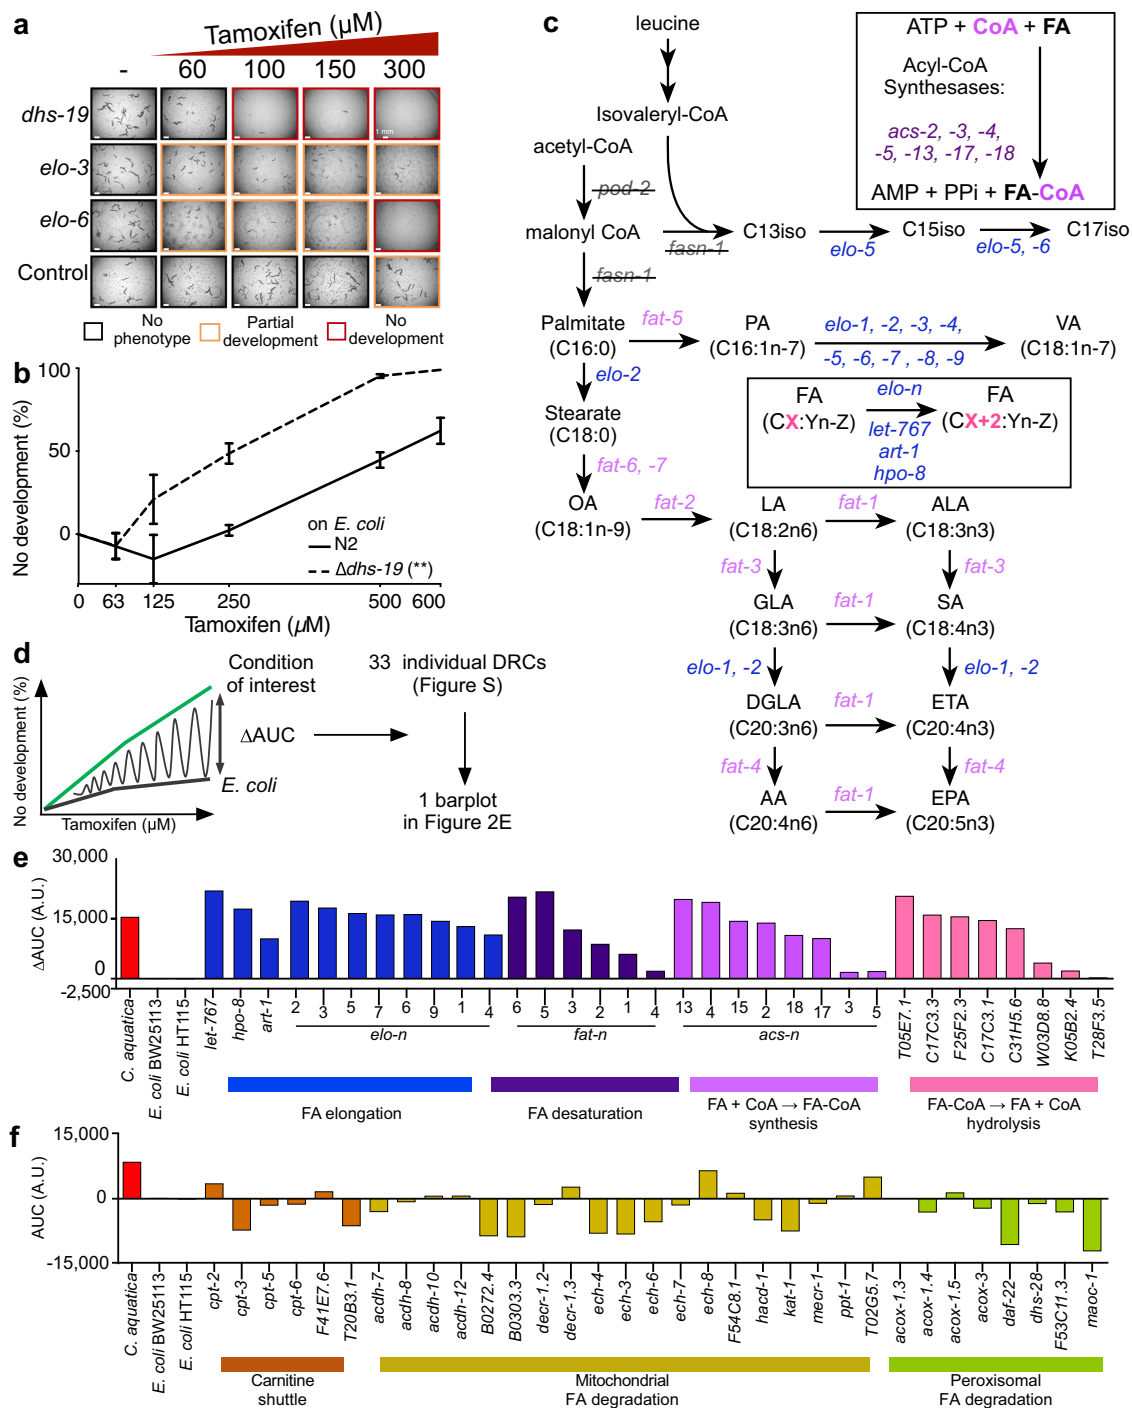 a
Tamoxifen (µM)
- 60 100 150 300
dhs-19
1 mm
elo-3
elo-6
Control
No phenotype
Partial development
No development
b
No development (%)
100
50
0
on E. coli
N2
Δdhs-19 (**)
0 63 125 250 500 600
Tamoxifen (µM)
c
leucine
Isovaleryl-CoA
acetyl-CoA
pod-2
malonyl CoA
fasn-1
C13iso
elo-5
C15iso
elo-5, -6
C17iso
fasn-1
ATP + CoA + FA
Acyl-CoA
Synthesases:
acs-2, -3, -4,
-5, -13, -17, -18
AMP + PPi + FA-CoA
Palmitate
(C16:0)
fat-5
PA
(C16:1n-7)
elo-1, -2, -3, -4,
-5, -6, -7 , -8, -9
VA
(C18:1n-7)
elo-2
Stearate
(C18:0)
FA
(CX:Yn-Z)
elo-n
let-767
art-1
hpo-8
FA
(CX+2:Yn-Z)
fat-6, -7
OA
(C18:1n-9)
fat-2
LA
(C18:2n6)
fat-1
ALA
(C18:3n3)
fat-3
fat-3
GLA
(C18:3n6)
fat-1
SA
(C18:4n3)
elo-1, -2
elo-1, -2
DGLA
(C20:3n6)
fat-1
ETA
(C20:4n3)
fat-4
fat-4
AA
(C20:4n6)
fat-1
EPA
(C20:5n3)
d
No development (%)
Tamoxifen (µM)
Condition
of interest
ΔAUC
E. coli
33 individual DRCs
(Figure S)
1 barplot
in Figure 2E
e
ΔAUC (A.U.)
30,000
15,000
0
-2,500
C. aquatica
E. coli BW25113
E. coli HT115
let-767
hpo-8
art-1
2 3 5 7 6 9 1 4
elo-n
6 5 3 2 1 4
fat-n
13 4 15 2 18 17 3 5
acs-n
T05E7.1
C17C3.3
F25F2.3
C17C3.1
C31H5.6
W03D8.8
K05B2.4
T28F3.5
FA elongation
FA desaturation
FA + CoA → FA-CoA
synthesis
FA-CoA → FA + CoA
hydrolysis
f
AUC (A.U.)
15,000
0
-15,000
C. aquatica
E. coli BW25113
E. coli HT115
cpt-2
cpt-3
cpt-5
cpt-6
F41E7.6
T20B3.1
acdh-7
acdh-8
acdh-10
acdh-12
B0272.4
B0303.3
decr-1.2
decr-1.3
ech-4
ech-3
ech-6
ech-7
ech-8
F54C8.1
hacd-1
kat-1
mecr-1
ppt-1
T02G5.7
acox-1.3
acox-1.4
acox-1.5
acox-3
daf-22
dhs-28
F53C11.3
maoc-1
Carnitine
shuttle
Mitochondrial
FA degradation
Peroxisomal
FA degradation